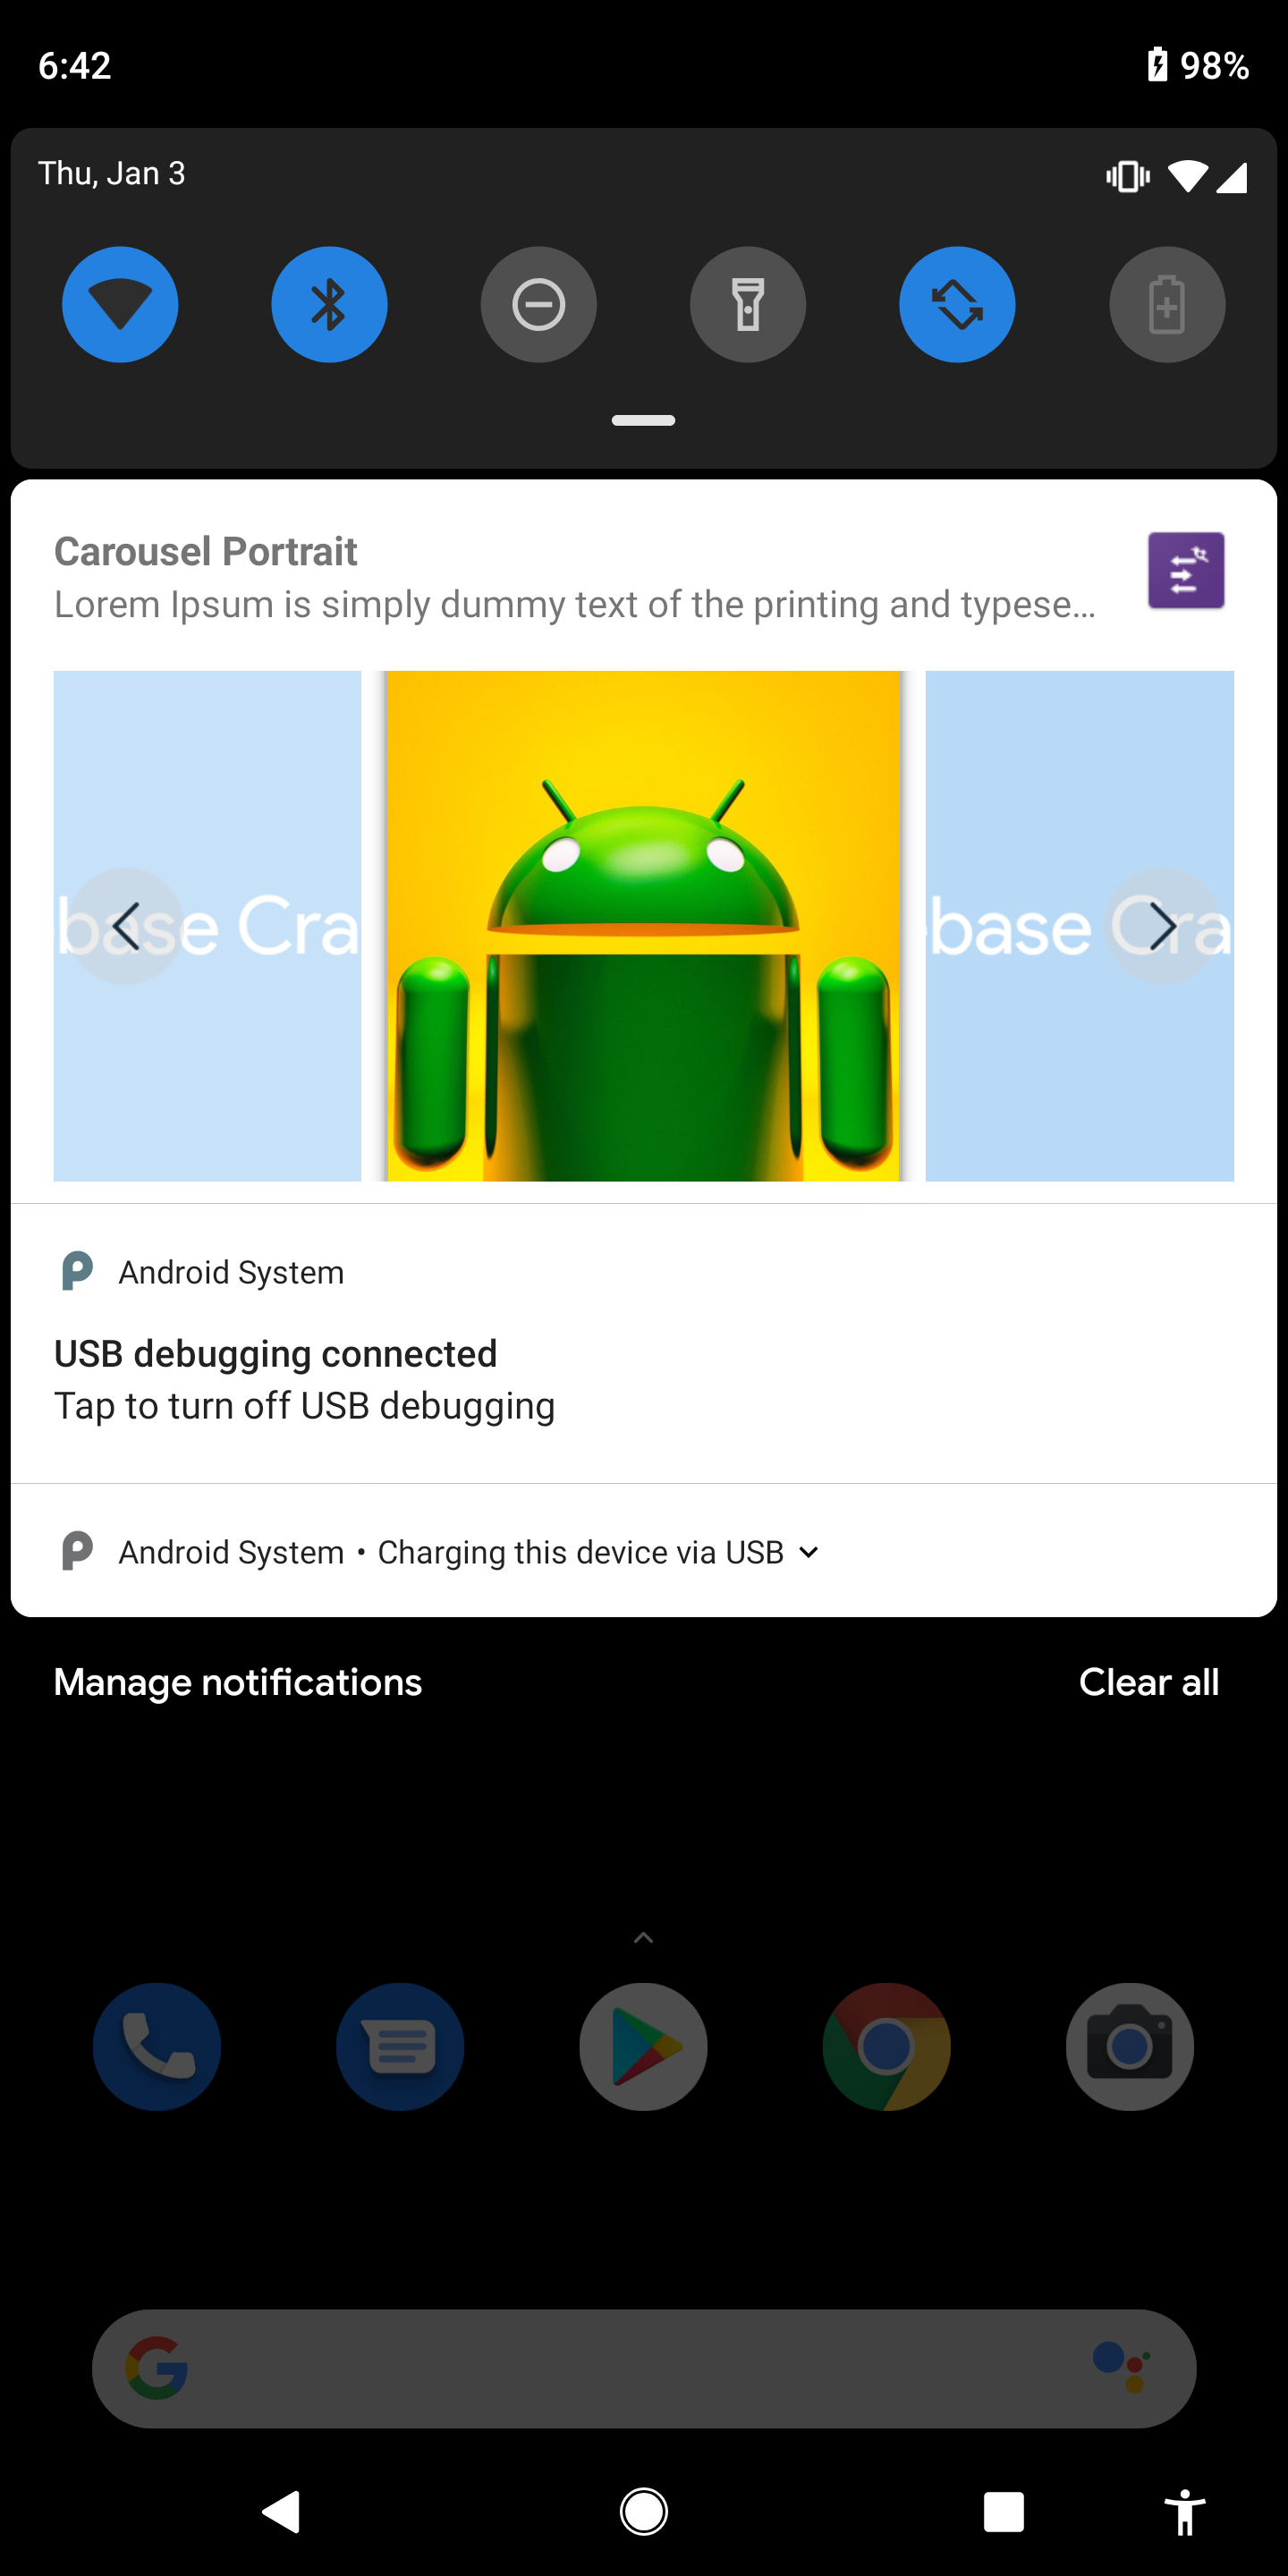 6:42
98%
Thu, Jan 3
Carousel Portrait
Lorem Ipsum is simply dummy text of the printing and typese…
base Cra
base Cra
Android System
USB debugging connected
Tap to turn off USB debugging
Android System • Charging this device via USB
Manage notifications
Clear all